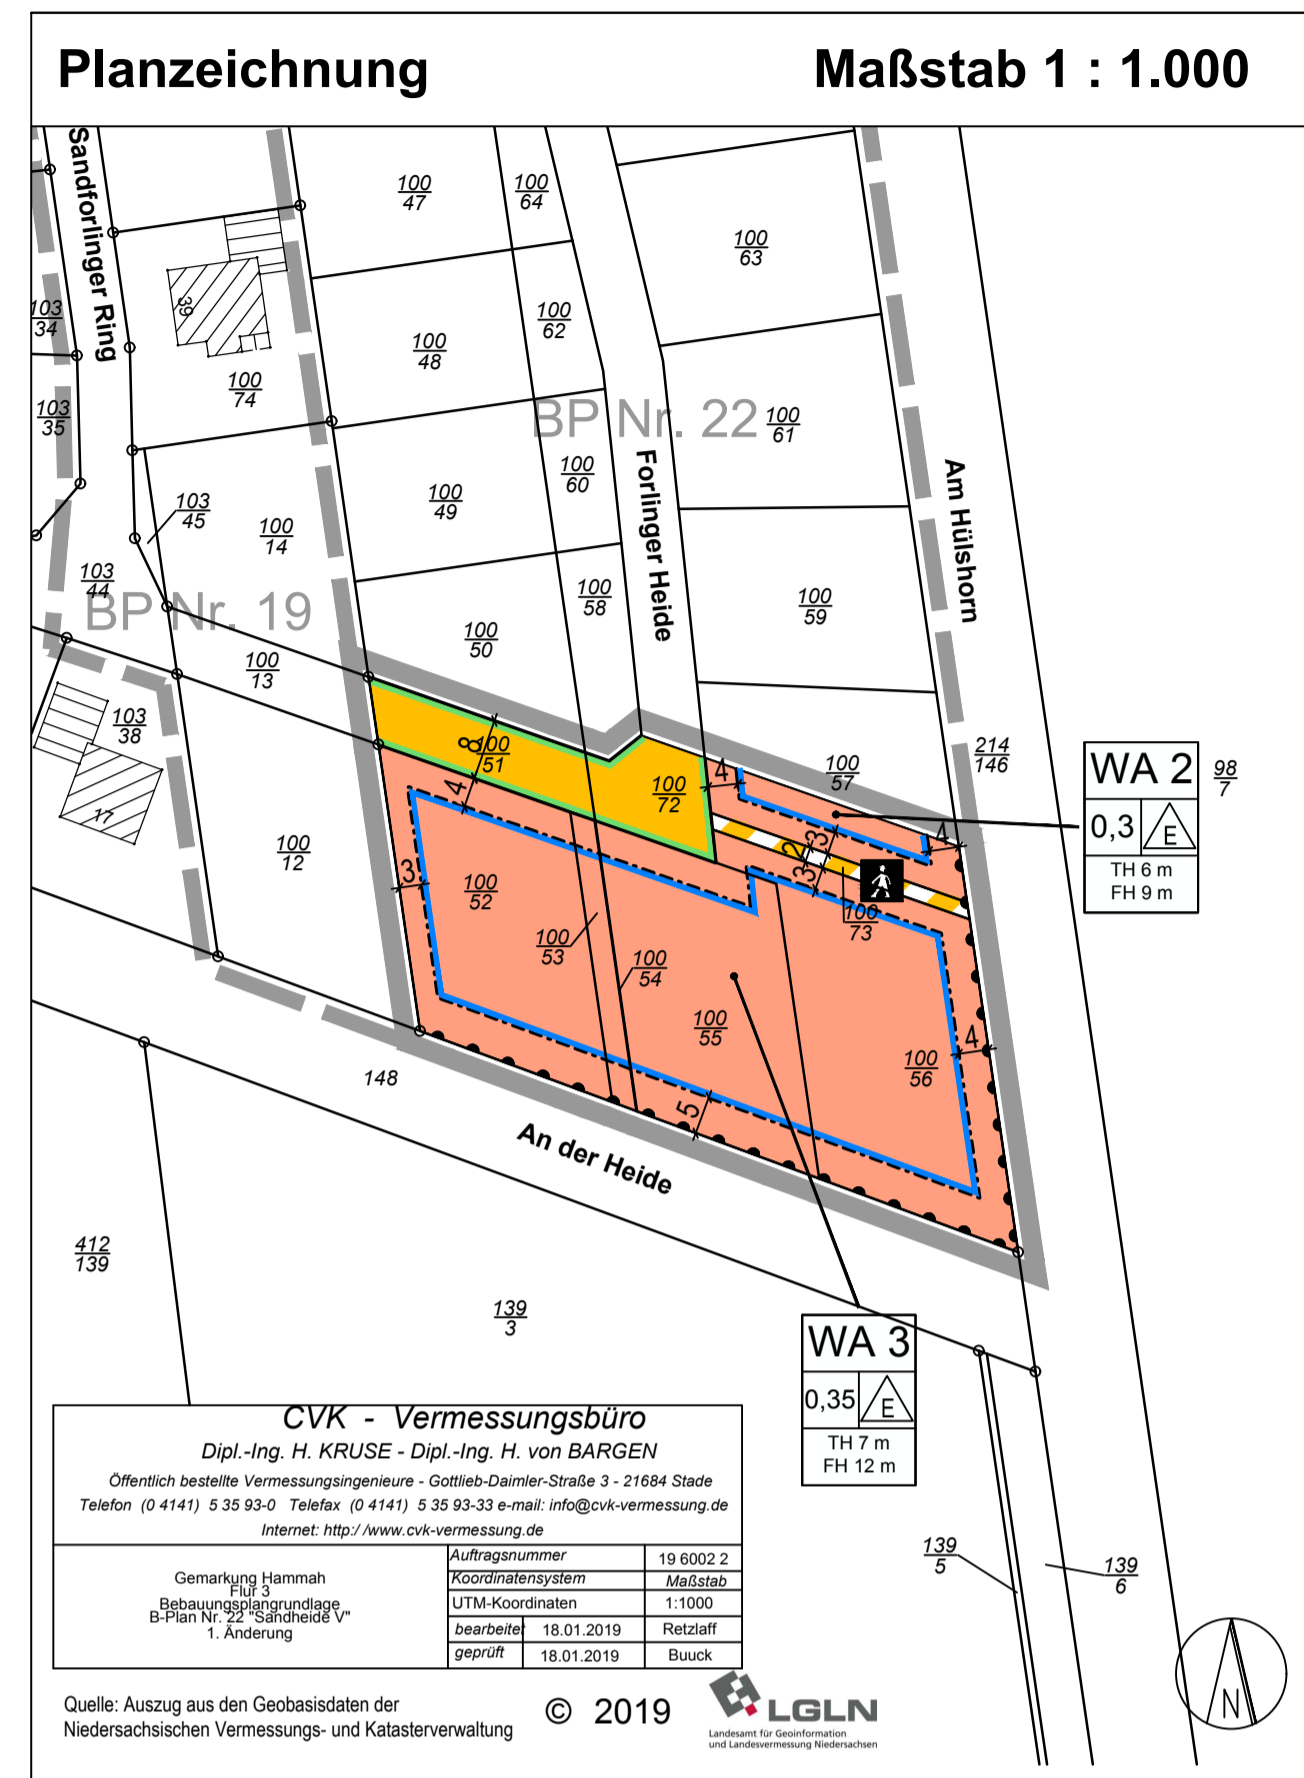 Planzeichnung
Maßstab 1 : 1.000
Sandforlinger Ring
100
47
100
64
100
63
103
34
39
100
62
100
48
100
74
103
35
BP Nr. 22
100
61
100
60
Forlinger Heide
Am Hülshorn
100
49
103
45
100
14
103
44
BP Nr. 19
100
58
100
59
100
50
100
13
103
38
17
100
12
8
100
51
100
72
4
4
100
57
214
146
98
7
WA 2
0,3
E
TH 6 m
FH 9 m
4
3
2
3
3
100
52
100
73
100
53
100
54
100
55
100
56
4
5
148
An der Heide
412
139
139
3
WA 3
0,35
E
TH 7 m
FH 12 m
139
5
139
6
CVK - Vermessungsbüro
Dipl.-Ing. H. KRUSE - Dipl.-Ing. H. von BARGEN
Öffentlich bestellte Vermessungsingenieure - Gottlieb-Daimler-Straße 3 - 21684 Stade
Telefon (0 4141) 5 35 93-0 Telefax (0 4141) 5 35 93-33 e-mail: info@cvk-vermessung.de
Internet: http://www.cvk-vermessung.de
Gemarkung Hammah
Flur 3
Bebauungsplangrundlage
B-Plan Nr. 22 "Sandheide V"
1. Änderung
Auftragsnummer
19 6002 2
Koordinatensystem
Maßstab
UTM-Koordinaten
1:1000
bearbeitet
18.01.2019
Retzlaff
geprüft
18.01.2019
Buuck
Quelle: Auszug aus den Geobasisdaten der
Niedersachsischen Vermessungs- und Katasterverwaltung
© 2019
LGLN
Landesamt für Geoinformation
und Landesvermessung Niedersachsen
N